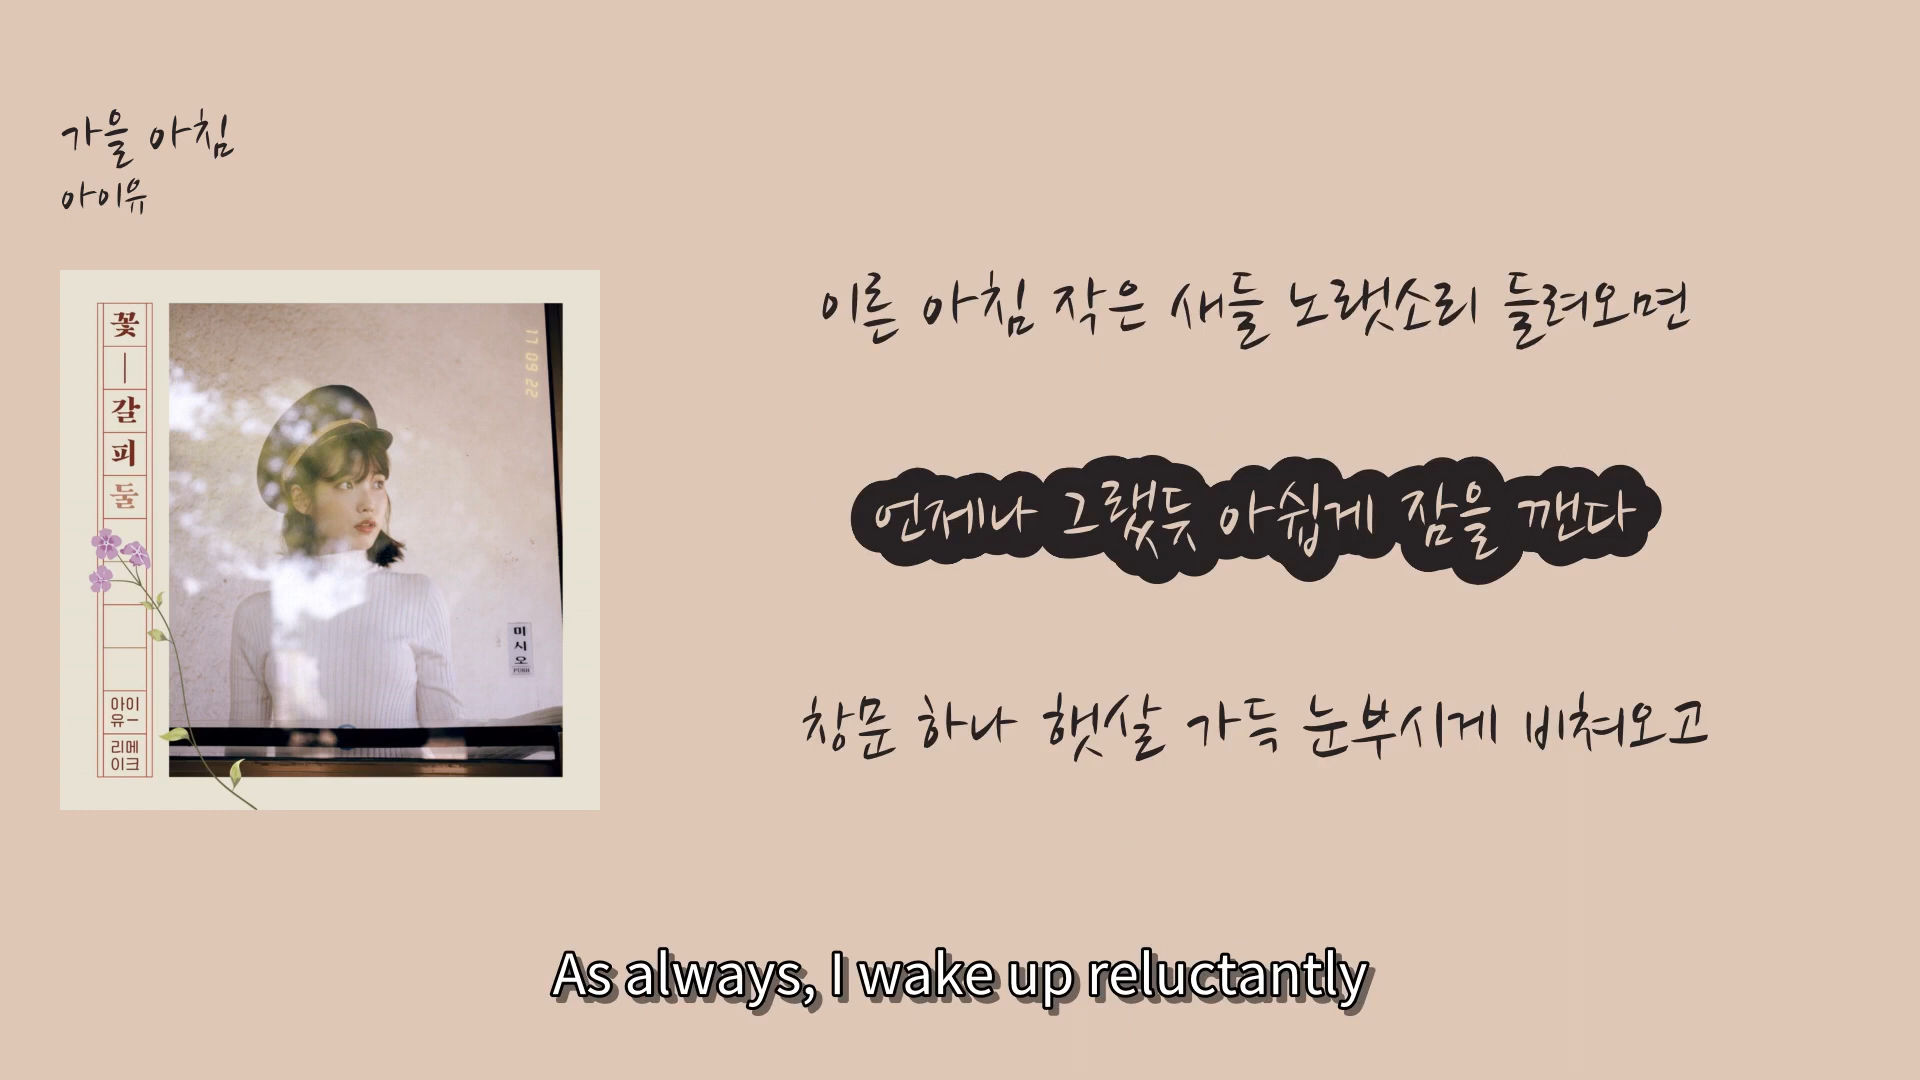 가을 아침
아이유
꽃
갈
피
둘
아이
유
리메
이크
22 09 17
미
시
오
PUSH
이른 아침 작은 새들 노랫소리 들려오면
언제나 그랬듯 아쉽게 잠을 깬다
창문 하나 햇살 가득 눈부시게 비쳐오고
As always, I wake up reluctantly